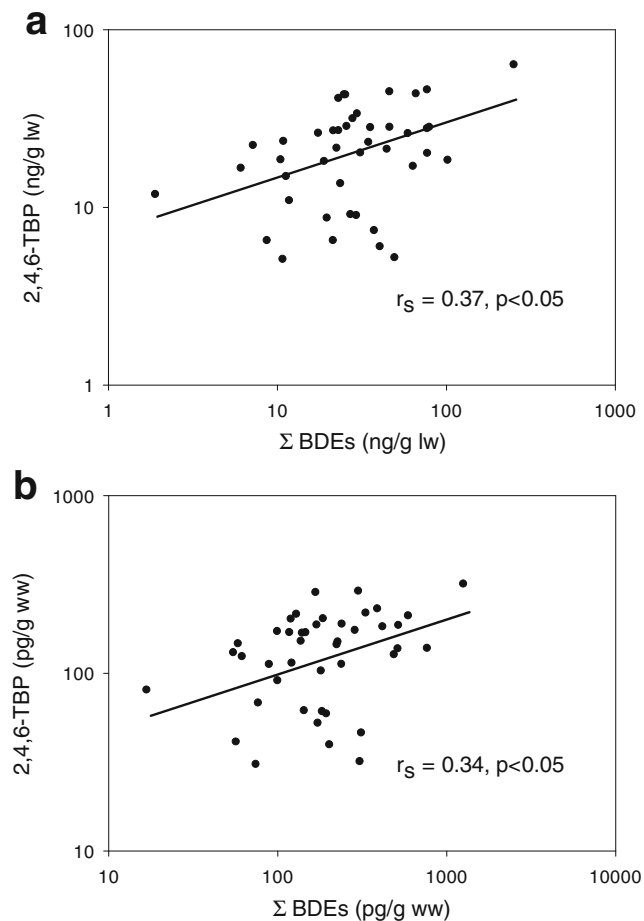 a
100
10
1
2,4,6-TBP (ng/g lw)
r_s = 0.37, p<0.05
1 10 100 1000
Σ BDEs (ng/g lw)
b
1000
100
10
2,4,6-TBP (pg/g ww)
r_s = 0.34, p<0.05
10 100 1000 10000
Σ BDEs (pg/g ww)